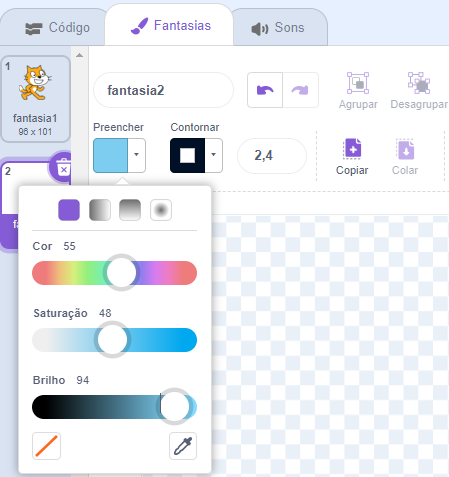 Código Fantasias Sons
1
fantasia1
96 x 101
2
fantasia2
Agrupar Desagrupar
Preencher Contornar
2,4
Copiar Colar
Cor 55
Saturação 48
Brilho 94